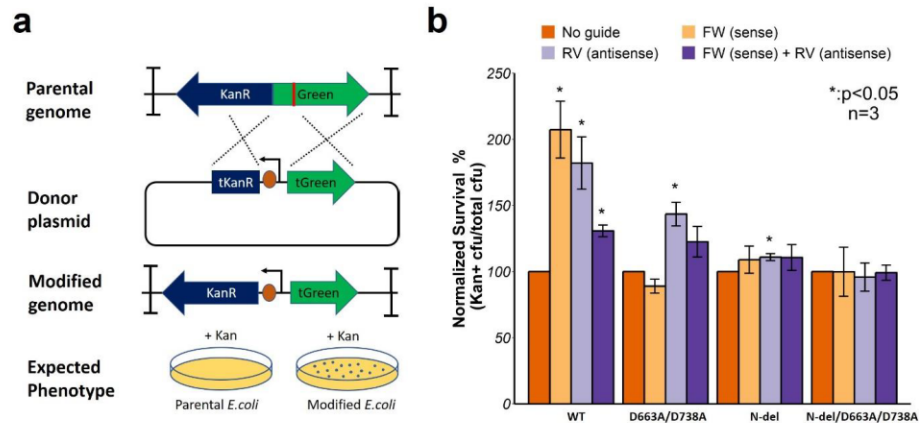 a
Parental
genome
KanR
Green
Donor
plasmid
tKanR
tGreen
Modified
genome
KanR
tGreen
Expected
Phenotype
+ Kan
+ Kan
Parental E.coli
Modified E.coli
b
No guide
FW (sense)
RV (antisense)
FW (sense) + RV (antisense)
*:p<0.05
n=3
Normalized Survival %
(Kan+ cfu/total cfu)
250
200
150
100
50
0
*
*
*
*
*
WT
D663A/D738A
N-del
N-del/D663A/D738A